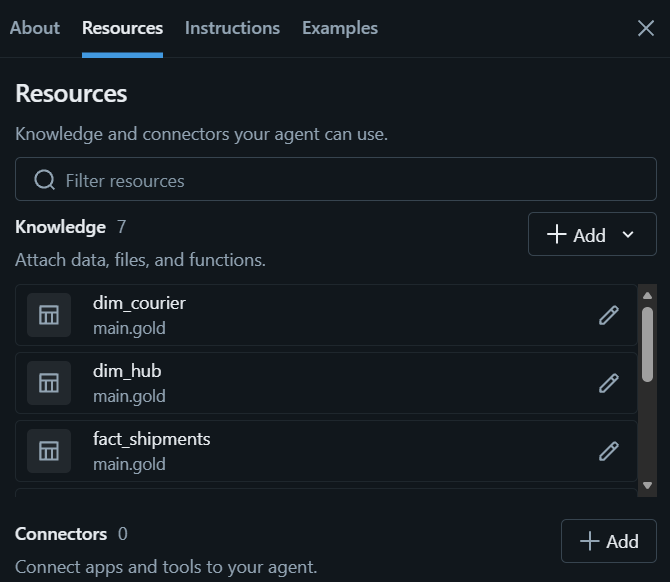 About Resources Instructions Examples
Resources
Knowledge and connectors your agent can use.
Filter resources
Knowledge 7
Add
Attach data, files, and functions.
dim_courier
main.gold
dim_hub
main.gold
fact_shipments
main.gold
Connectors 0
Add
Connect apps and tools to your agent.